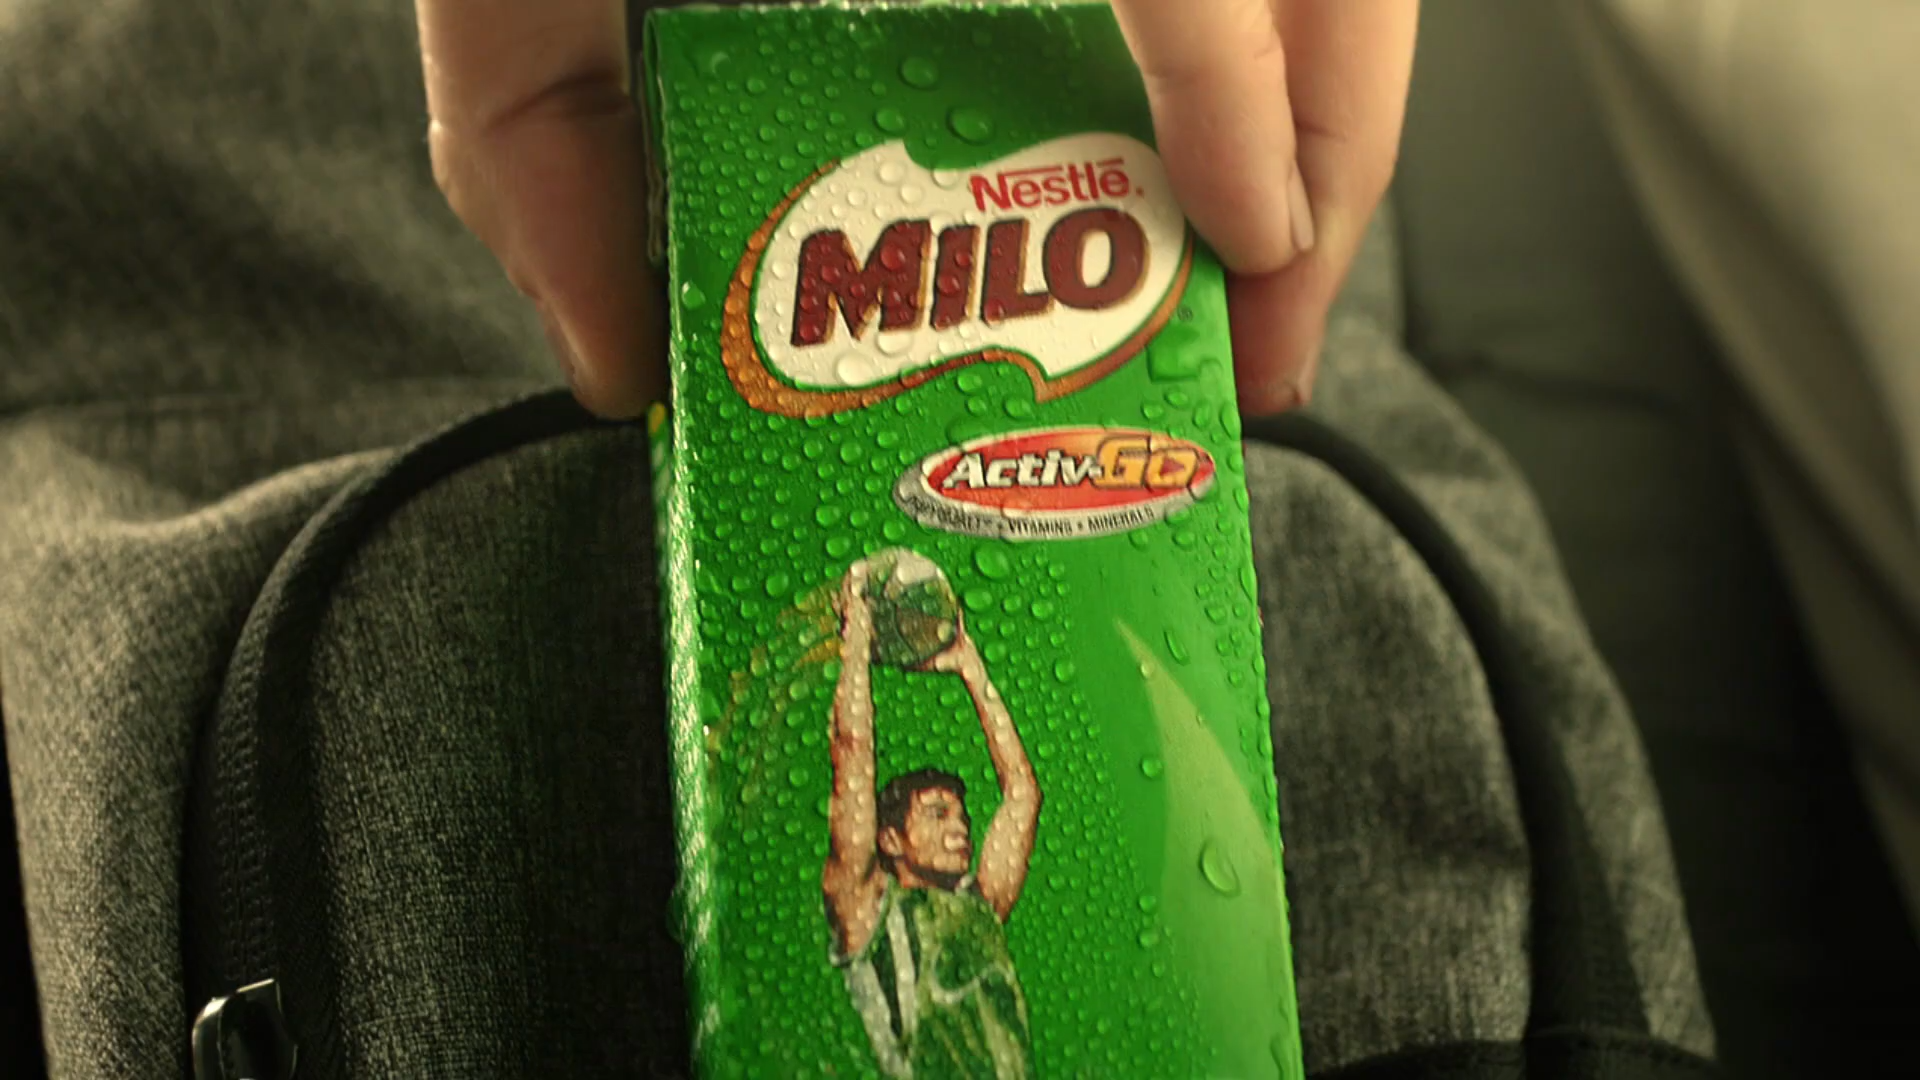 Nestlé.
MILO
®
Activ-Go
• VITAMINS • MINERALS